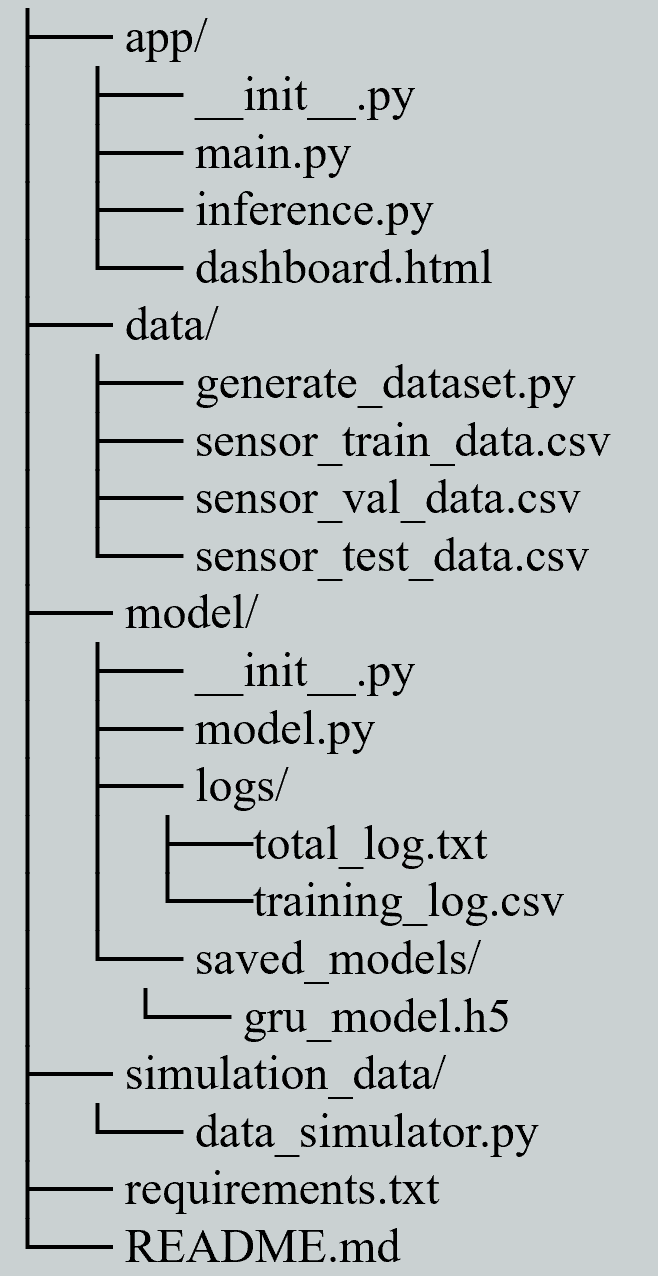 app/
__init__.py
main.py
inference.py
dashboard.html
data/
generate_dataset.py
sensor_train_data.csv
sensor_val_data.csv
sensor_test_data.csv
model/
__init__.py
model.py
logs/
total_log.txt
training_log.csv
saved_models/
gru_model.h5
simulation_data/
data_simulator.py
requirements.txt
README.md